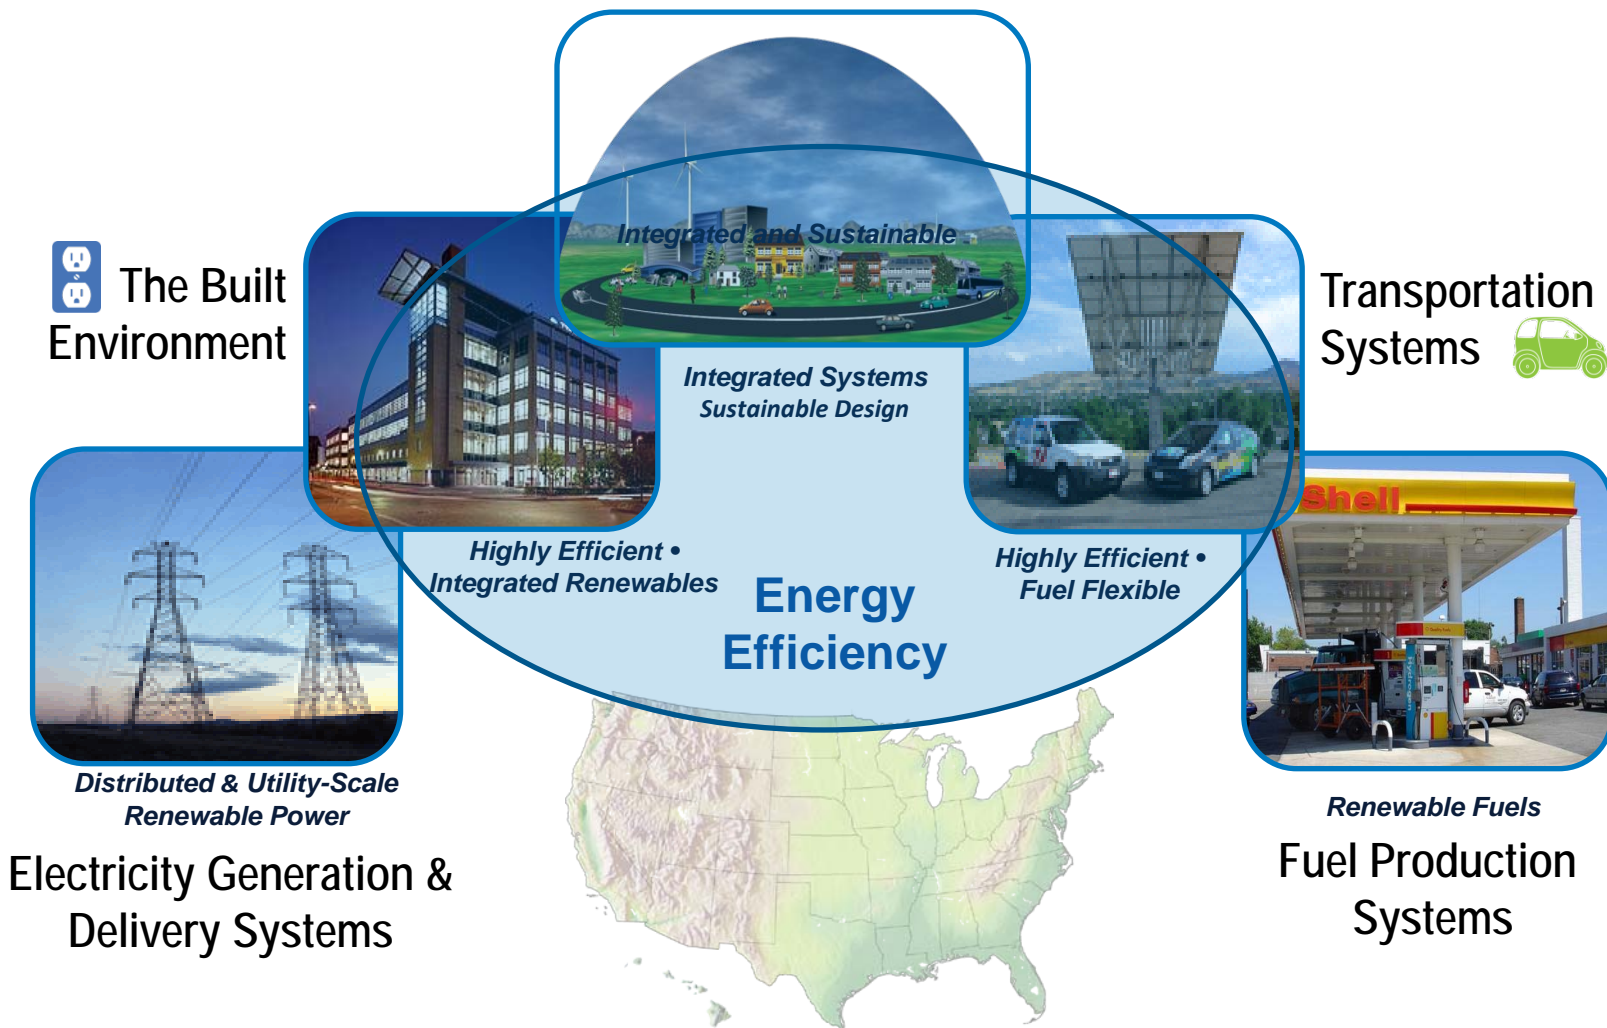 Integrated and Sustainable
The Built
Environment
Transportation
Systems
Integrated Systems
Sustainable Design
Shell
Highly Efficient •
Integrated Renewables
Highly Efficient •
Fuel Flexible
Energy
Efficiency
Hydrogen
Distributed & Utility-Scale
Renewable Power
Renewable Fuels
Electricity Generation &
Delivery Systems
Fuel Production
Systems